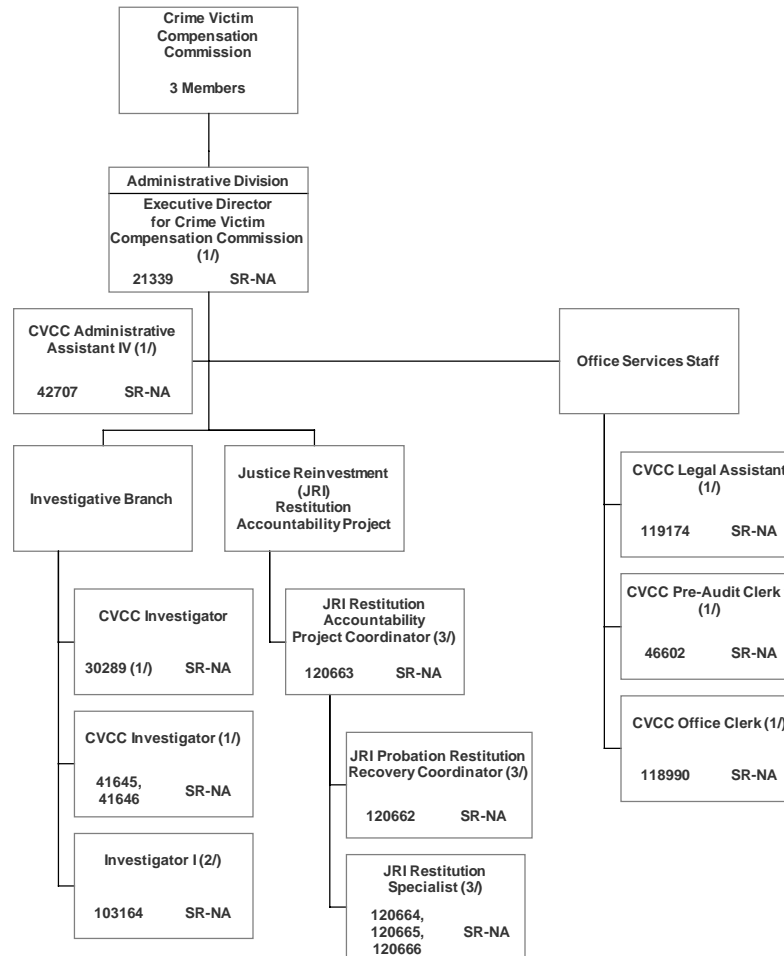 Crime Victim
Compensation
Commission
3 Members
Administrative Division
Executive Director
for Crime Victim
Compensation Commission
(1/)
21339 SR-NA
CVCC Administrative
Assistant IV (1/)
42707 SR-NA
Office Services Staff
Investigative Branch
Justice Reinvestment
(JRI)
Restitution
Accountability Project
CVCC Legal Assistant
(1/)
119174 SR-NA
CVCC Pre-Audit Clerk
(1/)
46602 SR-NA
CVCC Office Clerk (1/)
118990 SR-NA
CVCC Investigator
30289 (1/) SR-NA
CVCC Investigator (1/)
41645,
41646 SR-NA
Investigator I (2/)
103164 SR-NA
JRI Restitution
Accountability
Project Coordinator (3/)
120663 SR-NA
JRI Probation Restitution
Recovery Coordinator (3/)
120662 SR-NA
JRI Restitution
Specialist (3/)
120664,
120665, SR-NA
120666